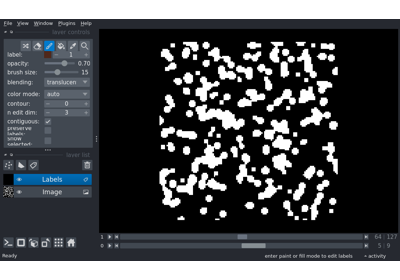 File View Window Plugins Help
layer controls
label: 1
opacity: 0.70
brush size: 15
blending: translucen
color mode: auto
contour: 0
n edit dim: 3
contiguous:
preserve labels:
show selected:
layer list
Labels
Image
1 64 127
0 5 9
Ready enter paint or fill mode to edit labels activity